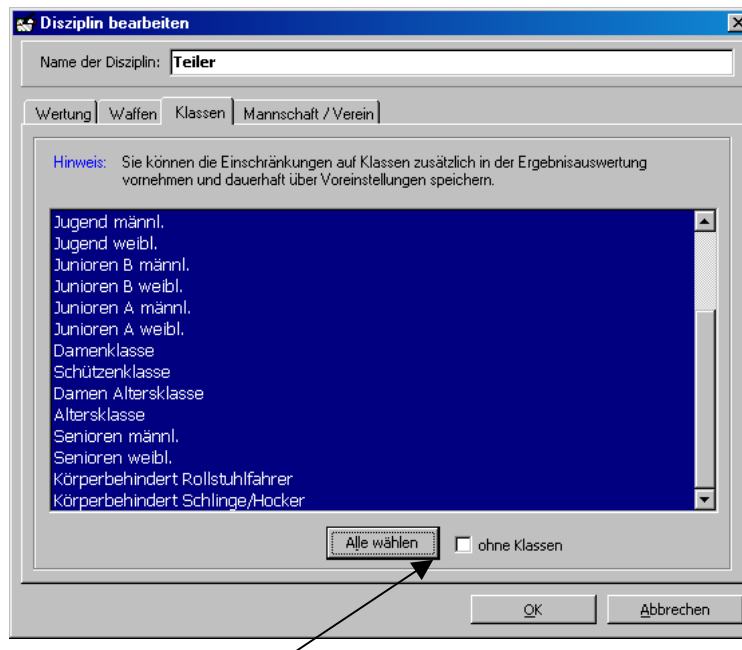 Disziplin bearbeiten
Name der Disziplin: Teiler
Wertung Waffen Klassen Mannschaft / Verein
Hinweis: Sie können die Einschränkungen auf Klassen zusätzlich in der Ergebnisauswertung
vornehmen und dauerhaft über Voreinstellungen speichern.
Jugend männl.
Jugend weibl.
Junioren B männl.
Junioren B weibl.
Junioren A männl.
Junioren A weibl.
Damenklasse
Schützenklasse
Damen Altersklasse
Altersklasse
Senioren männl.
Senioren weibl.
Körperbehindert Rollstuhlfahrer
Körperbehindert Schlinge/Hocker
Alle wählen ohne Klassen
OK Abbrechen